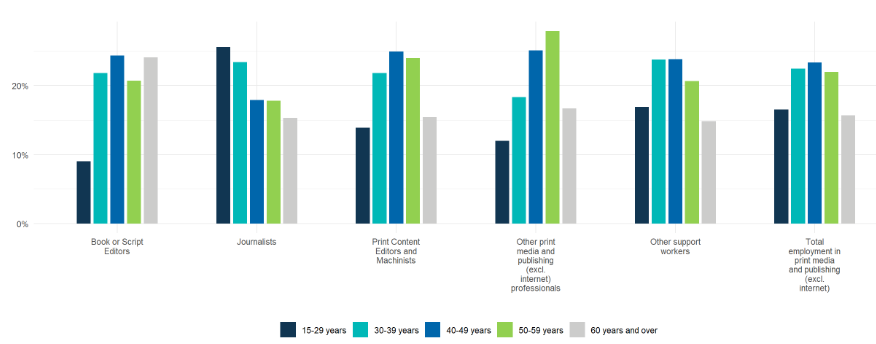 20%
10%
0%
Book or Script
Editors
Journalists
Print Content
Editors and
Machinists
Other print
media and
publishing
(excl.
internet)
professionals
Other support
workers
Total
employment in
print media
and publishing
(excl.
internet)
15-29 years
30-39 years
40-49 years
50-59 years
60 years and over